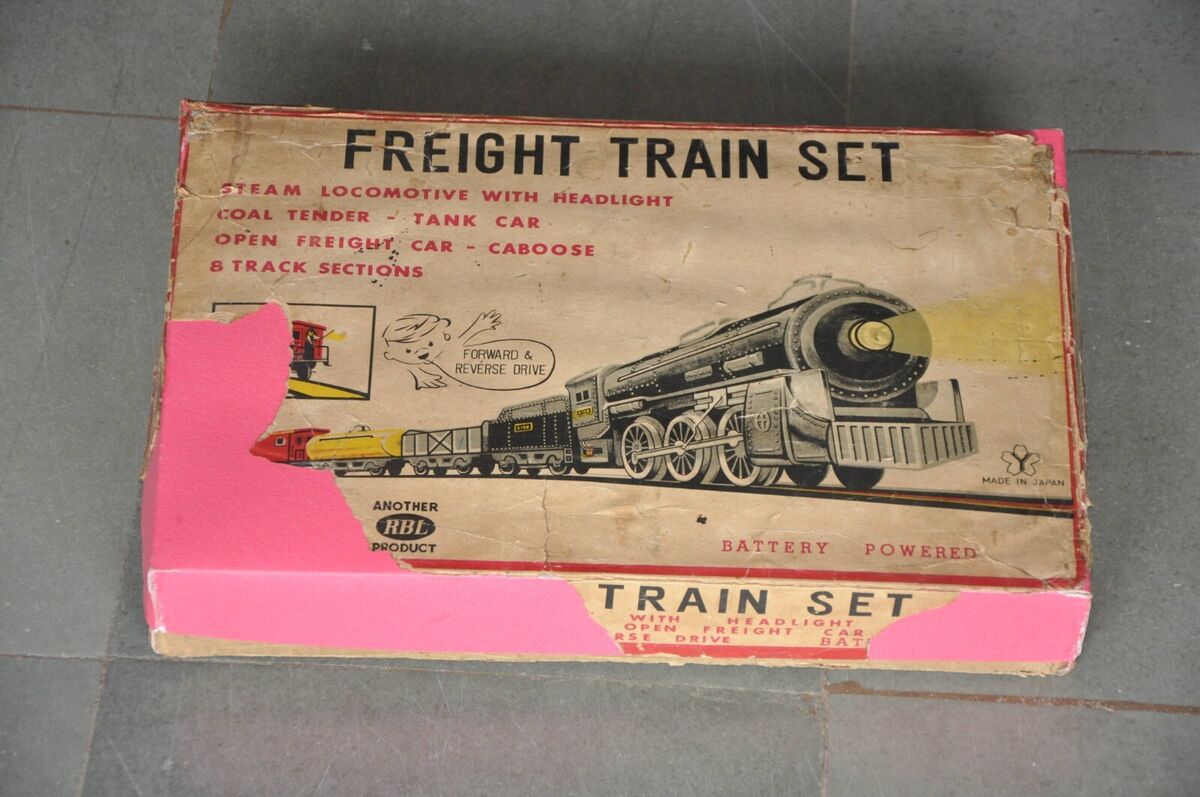 FREIGHT TRAIN SET
STEAM LOCOMOTIVE WITH HEADLIGHT
COAL TENDER - TANK CAR
OPEN FREIGHT CAR - CABOOSE
8 TRACK SECTIONS
FORWARD &
REVERSE DRIVE
MADE IN JAPAN
ANOTHER
RBL
PRODUCT
BATTERY POWERED
TRAIN SET
WITH HEADLIGHT
OPEN FREIGHT CAR
RSE DRIVE BAT